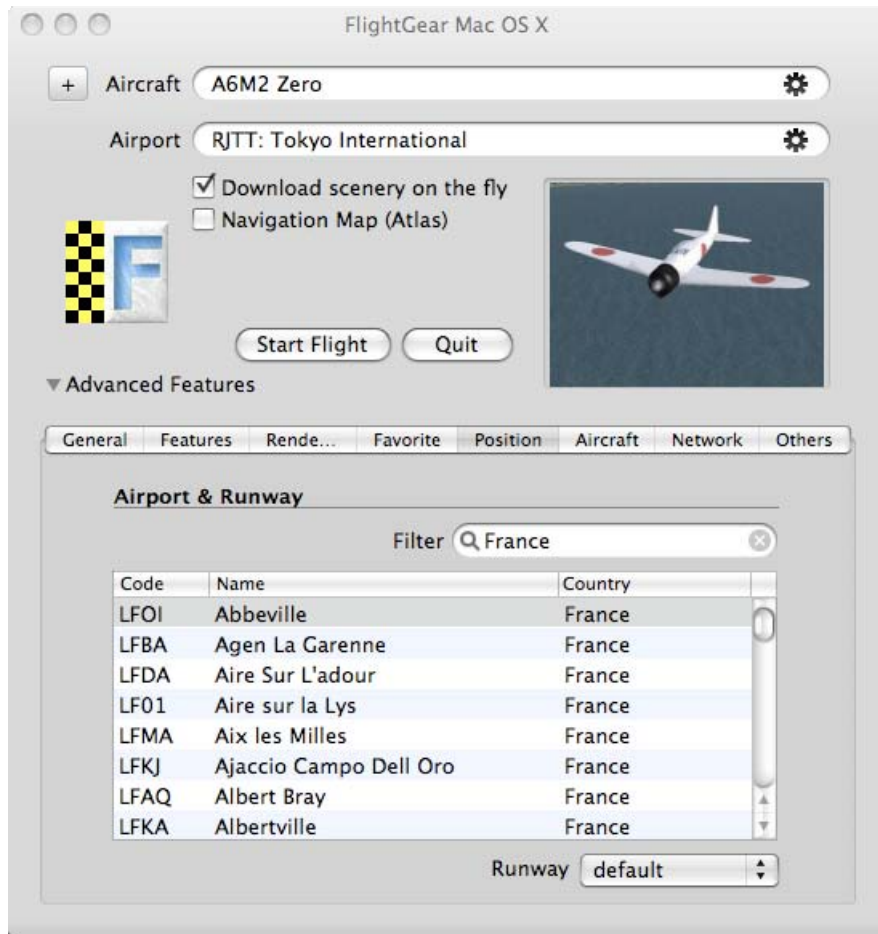 FlightGear Mac OS X
+ Aircraft A6M2 Zero
Airport RJTT: Tokyo International
Download scenery on the fly
Navigation Map (Atlas)
F
Start Flight Quit
Advanced Features
General Features Rende... Favorite Position Aircraft Network Others
Airport & Runway
Filter France
Code Name Country
LFOI Abbeville France
LFBA Agen La Garenne France
LFDA Aire Sur L'adour France
LF01 Aire sur la Lys France
LFMA Aix les Milles France
LFKJ Ajaccio Campo Dell Oro France
LFAQ Albert Bray France
LFKA Albertville France
Runway default